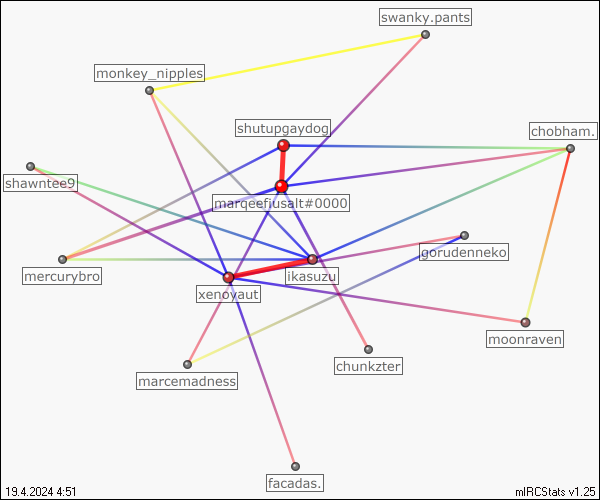 swanky.pants
monkey_nipples
shutupgaydog
chobham.
shawntee9
marqeefjusalt#0000
gorudenneko
mercurybro
ikasuzu
xenoyaut
moonraven
chunkzter
marcemadness
facadas.
19.4.2024 4:51
mIRCStats v1.25